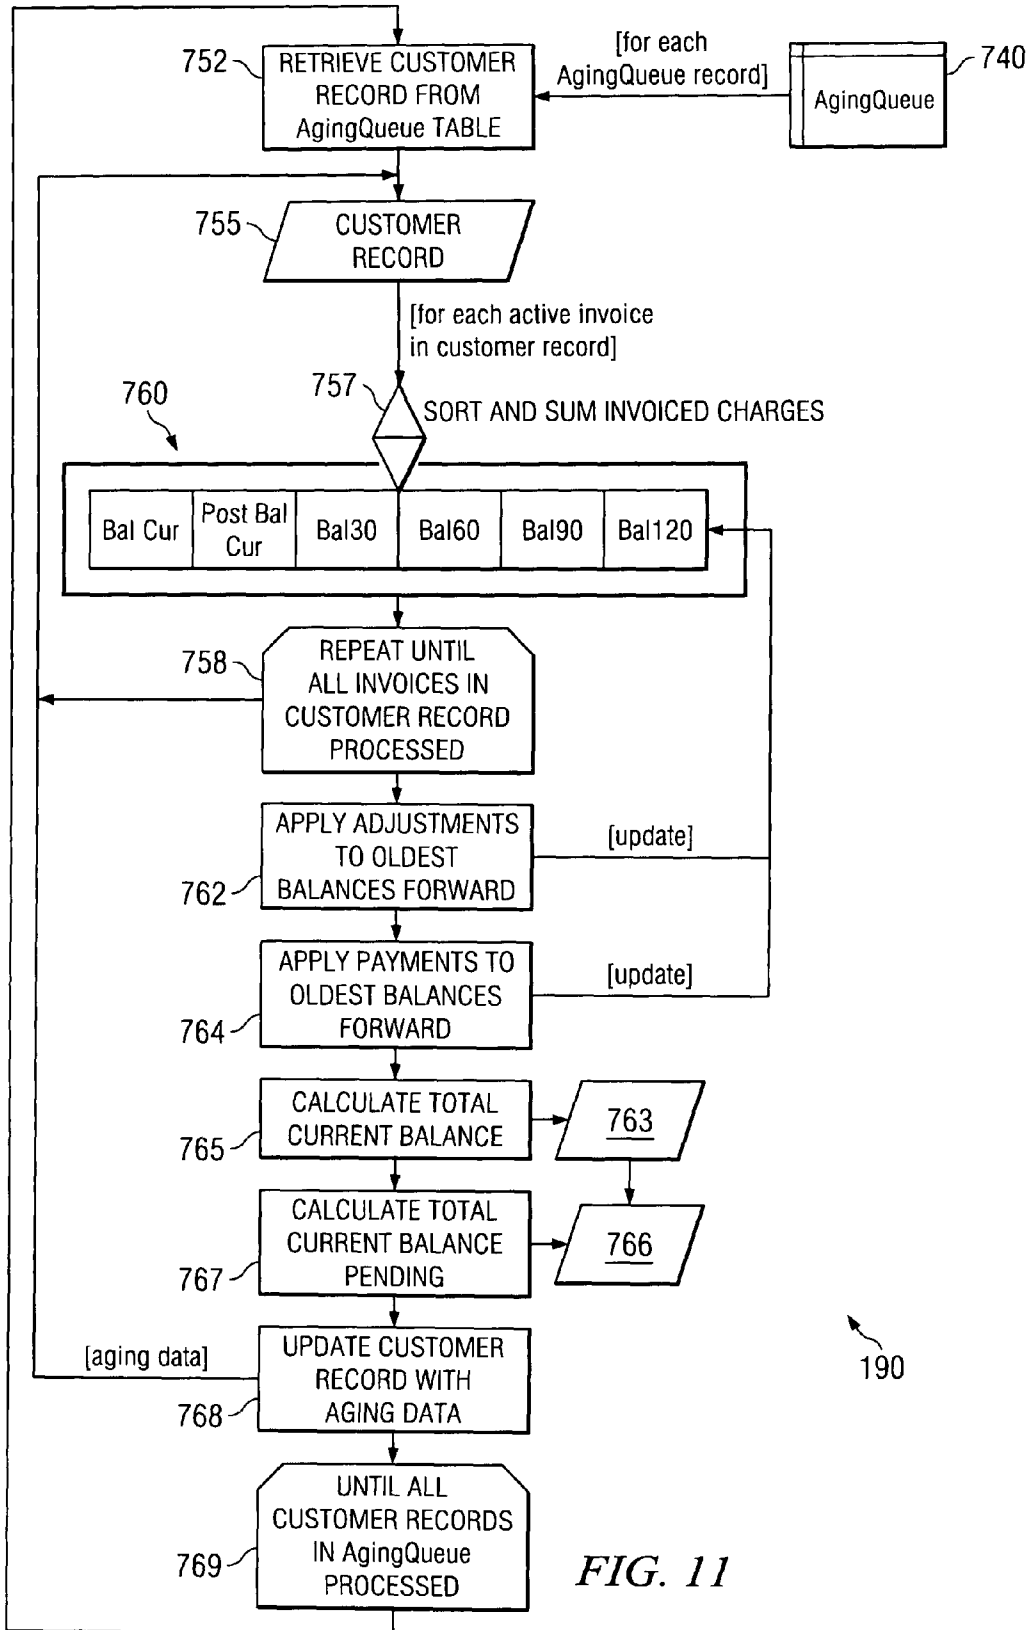 752
RETRIEVE CUSTOMER
RECORD FROM
AgingQueue TABLE
[for each
AgingQueue record]
AgingQueue
740
755
CUSTOMER
RECORD
[for each active invoice
in customer record]
757
SORT AND SUM INVOICED CHARGES
760
Bal Cur
Post Bal
Cur
Bal30
Bal60
Bal90
Bal120
758
REPEAT UNTIL
ALL INVOICES IN
CUSTOMER RECORD
PROCESSED
762
APPLY ADJUSTMENTS
TO OLDEST
BALANCES FORWARD
[update]
764
APPLY PAYMENTS TO
OLDEST BALANCES
FORWARD
[update]
765
CALCULATE TOTAL
CURRENT BALANCE
763
767
CALCULATE TOTAL
CURRENT BALANCE
PENDING
766
[aging data]
768
UPDATE CUSTOMER
RECORD WITH
AGING DATA
190
769
UNTIL ALL
CUSTOMER RECORDS
IN AgingQueue
PROCESSED
FIG. 11